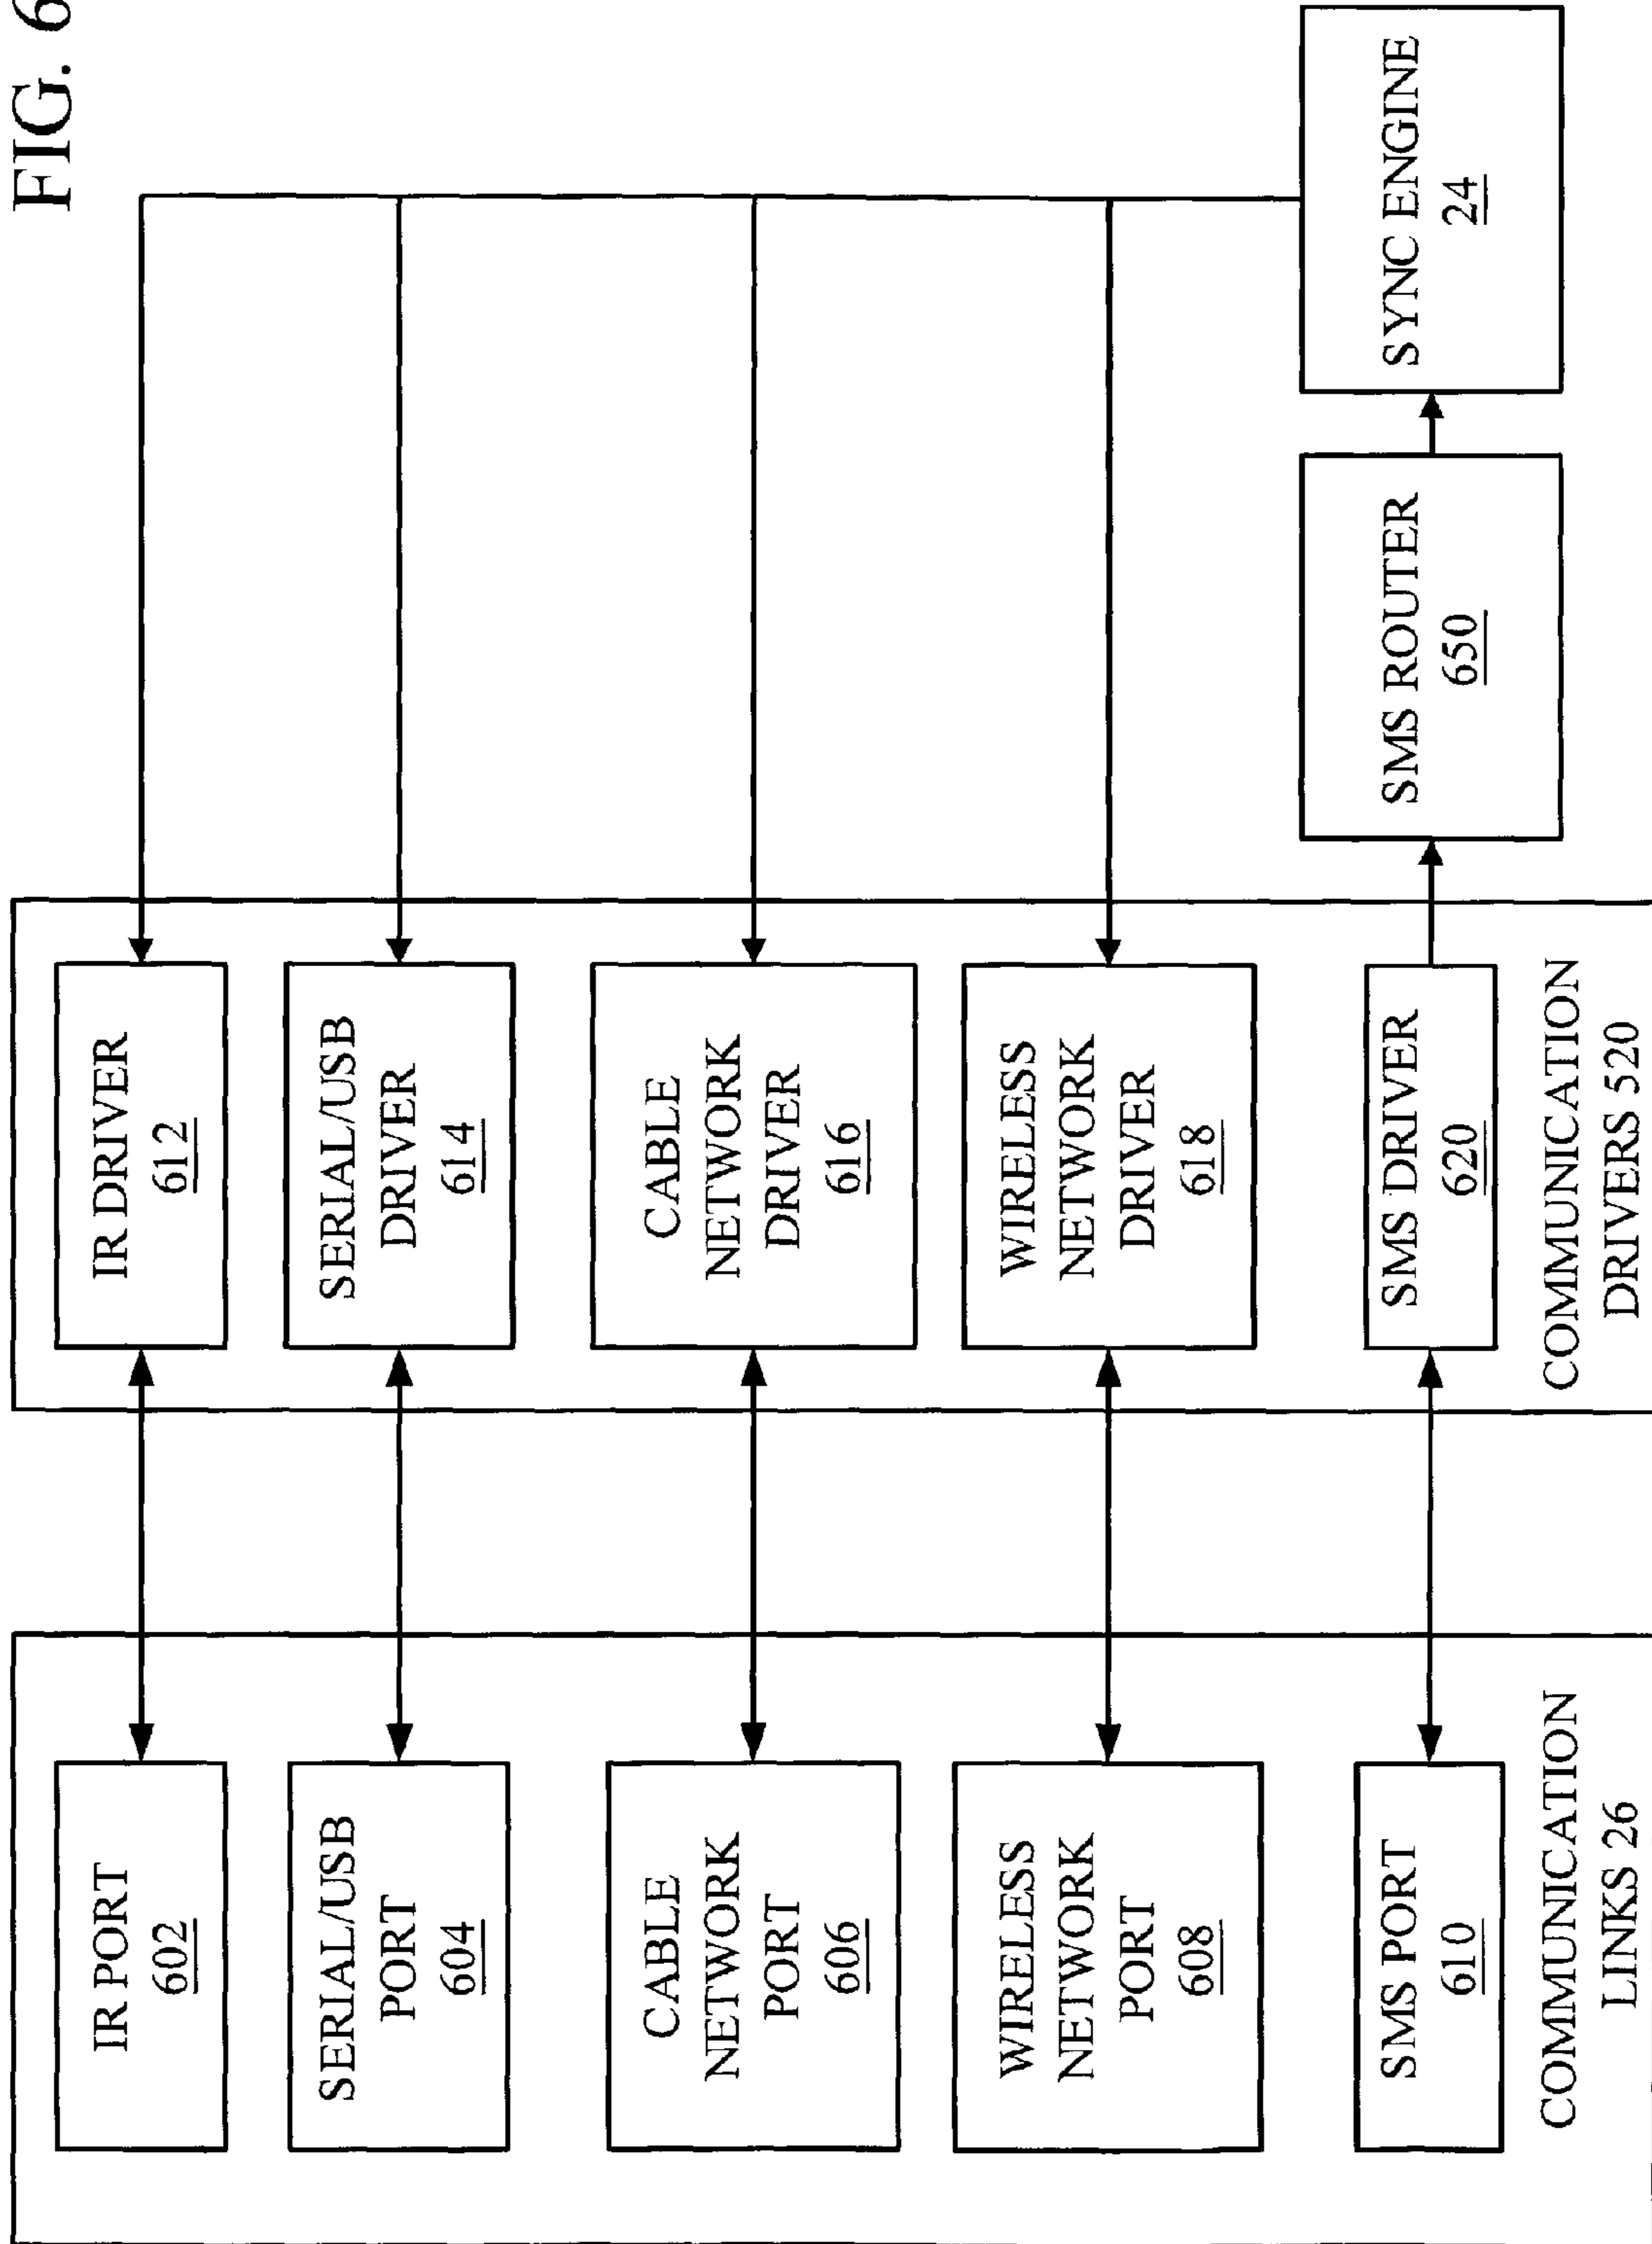 FIG. 6
IR PORT
602
SERIAL/USB
PORT
604
CABLE
NETWORK
PORT
606
WIRELESS
NETWORK
PORT
608
SMS PORT
610
COMMUNICATION
LINKS 26
IR DRIVER
612
SERIAL/USB
DRIVER
614
CABLE
NETWORK
DRIVER
616
WIRELESS
NETWORK
DRIVER
618
SMS DRIVER
620
COMMUNICATION
DRIVERS 520
SMS ROUTER
650
SYNC ENGINE
24